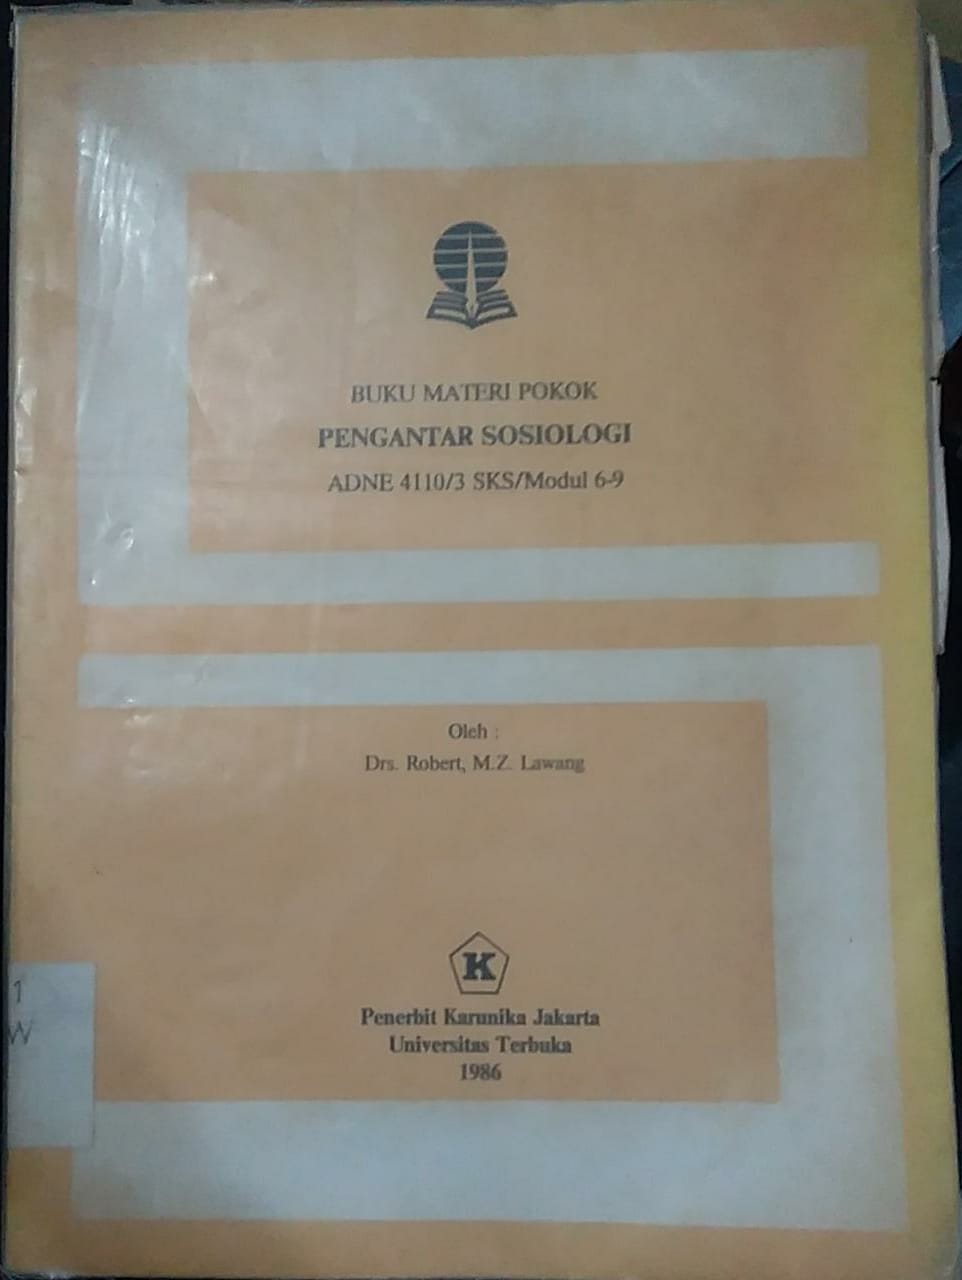 BUKU MATERI POKOK
PENGANTAR SOSIOLOGI
ADNE 4110/3 SKS/Modul 6-9
Oleh :
Drs. Robert, M.Z. Lawang
K
Penerbit Karunika Jakarta
Universitas Terbuka
1986
1
W